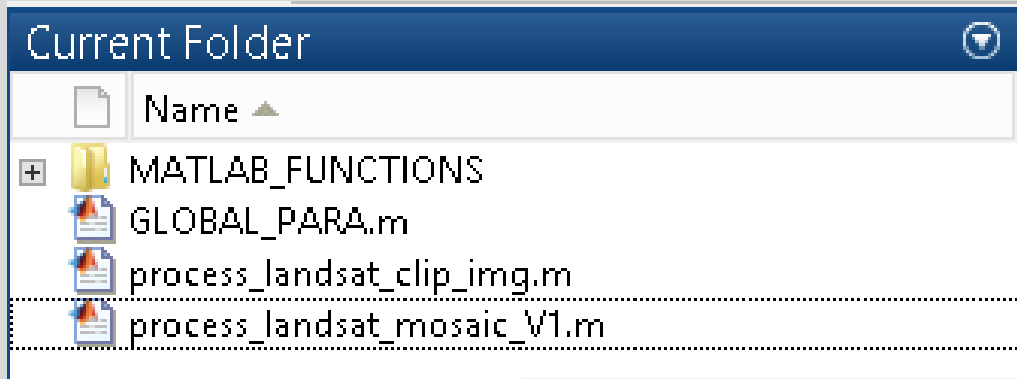 Current Folder
Name
MATLAB_FUNCTIONS
GLOBAL_PARA.m
process_landsat_clip_img.m
process_landsat_mosaic_V1.m